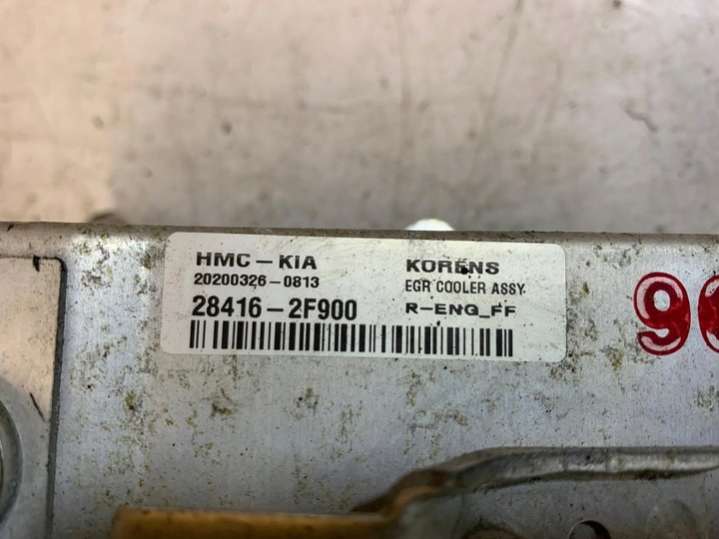 HMC-KIA
20200326-0813
28416-2F900
KORENS
EGR COOLER ASSY.
R-ENG_FF